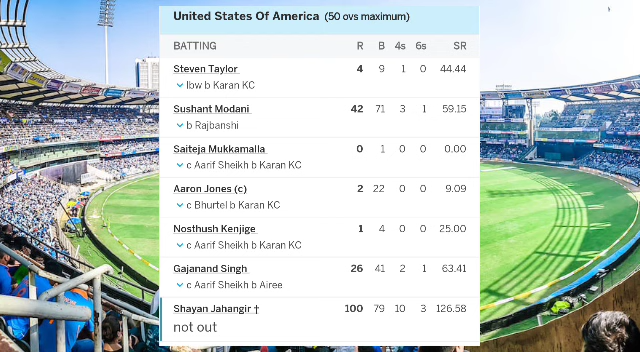 United States Of America (50 ovs maximum)
BATTING R B 4s 6s SR
Steven Taylor 4 9 1 0 44.44
lbw b Karan KC
Sushant Modani 42 71 3 1 59.15
b Rajbanshi
Saiteja Mukkamalla 0 1 0 0 0.00
c Aarif Sheikh b Karan KC
Aaron Jones (c) 2 22 0 0 9.09
c Bhurtel b Karan KC
Nosthush Kenjige 1 4 0 0 25.00
c Aarif Sheikh b Karan KC
Gajanand Singh 26 41 2 1 63.41
c Aarif Sheikh b Airee
Shayan Jahangir † 100 79 10 3 126.58
not out